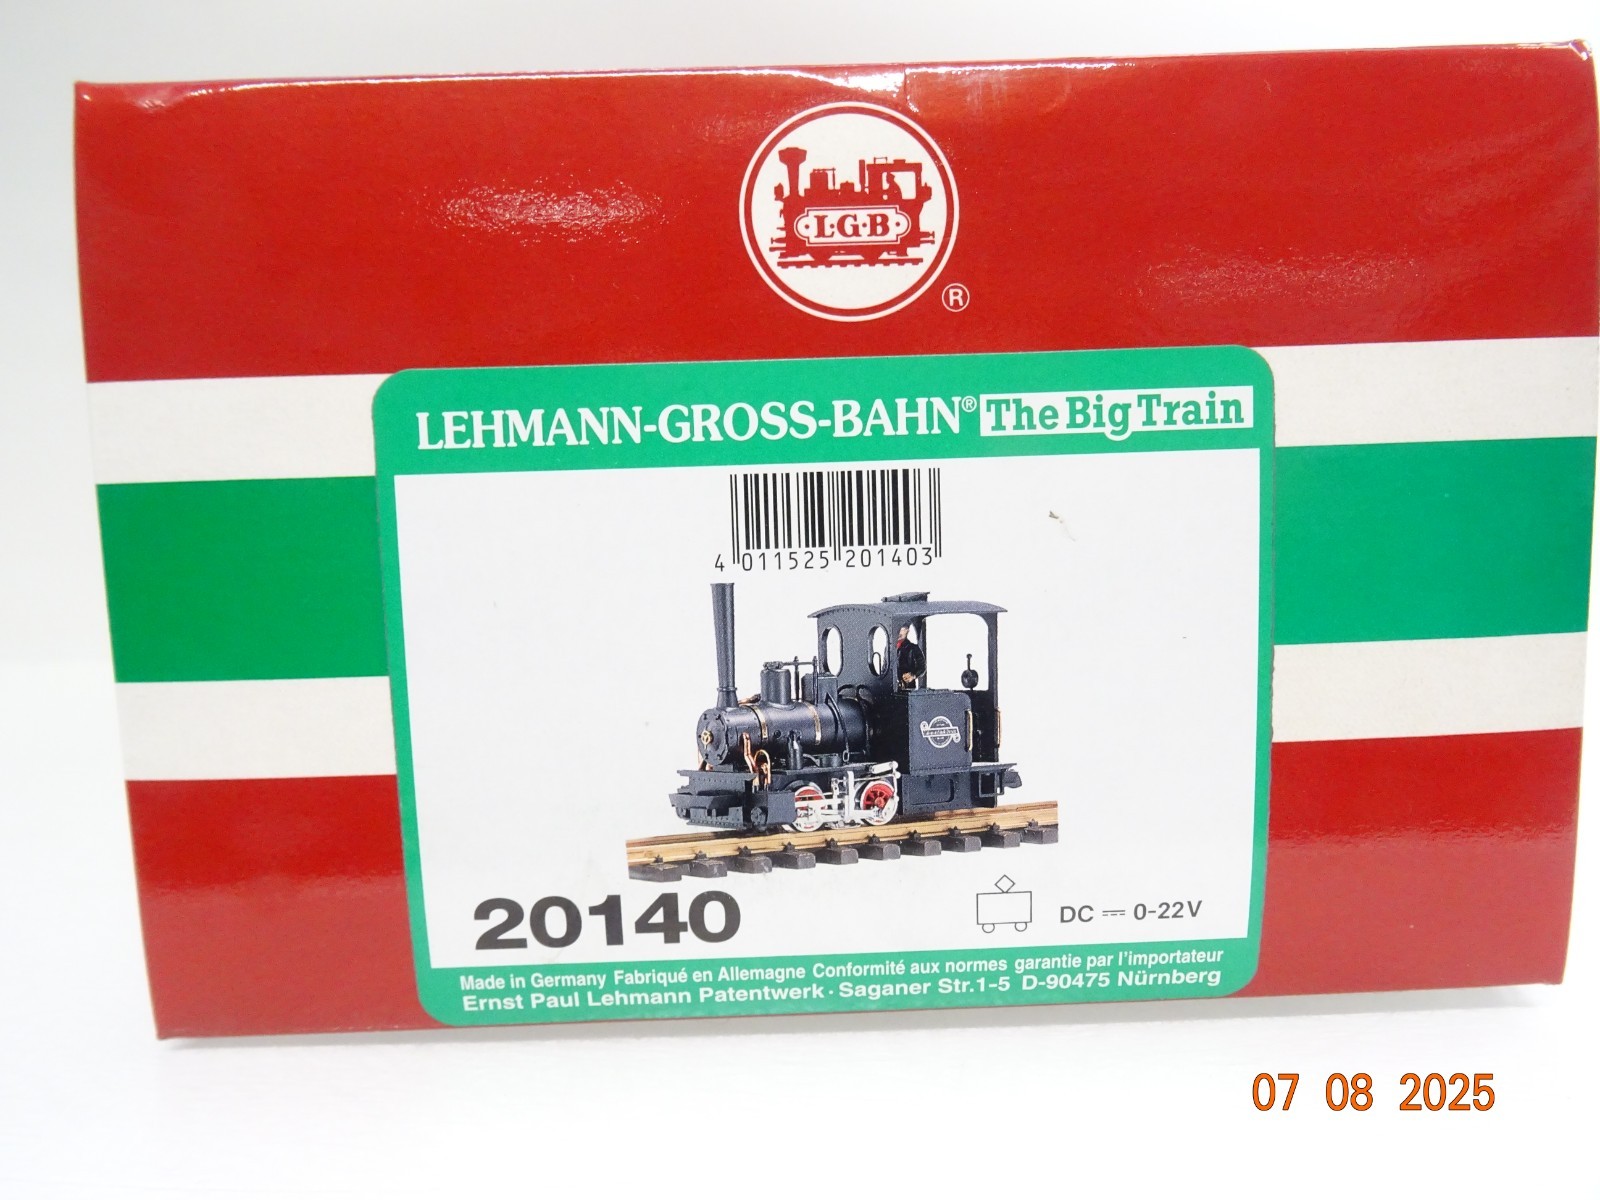 L·G·B
®
LEHMANN-GROSS-BAHN® The Big Train
4 011525 201403
20140
DC ⎓ 0-22V
Made in Germany Fabriqué en Allemagne Conformité aux normes garantie par l'importateur
Ernst Paul Lehmann Patentwerk · Saganer Str.1-5 D-90475 Nürnberg
07 08 2025